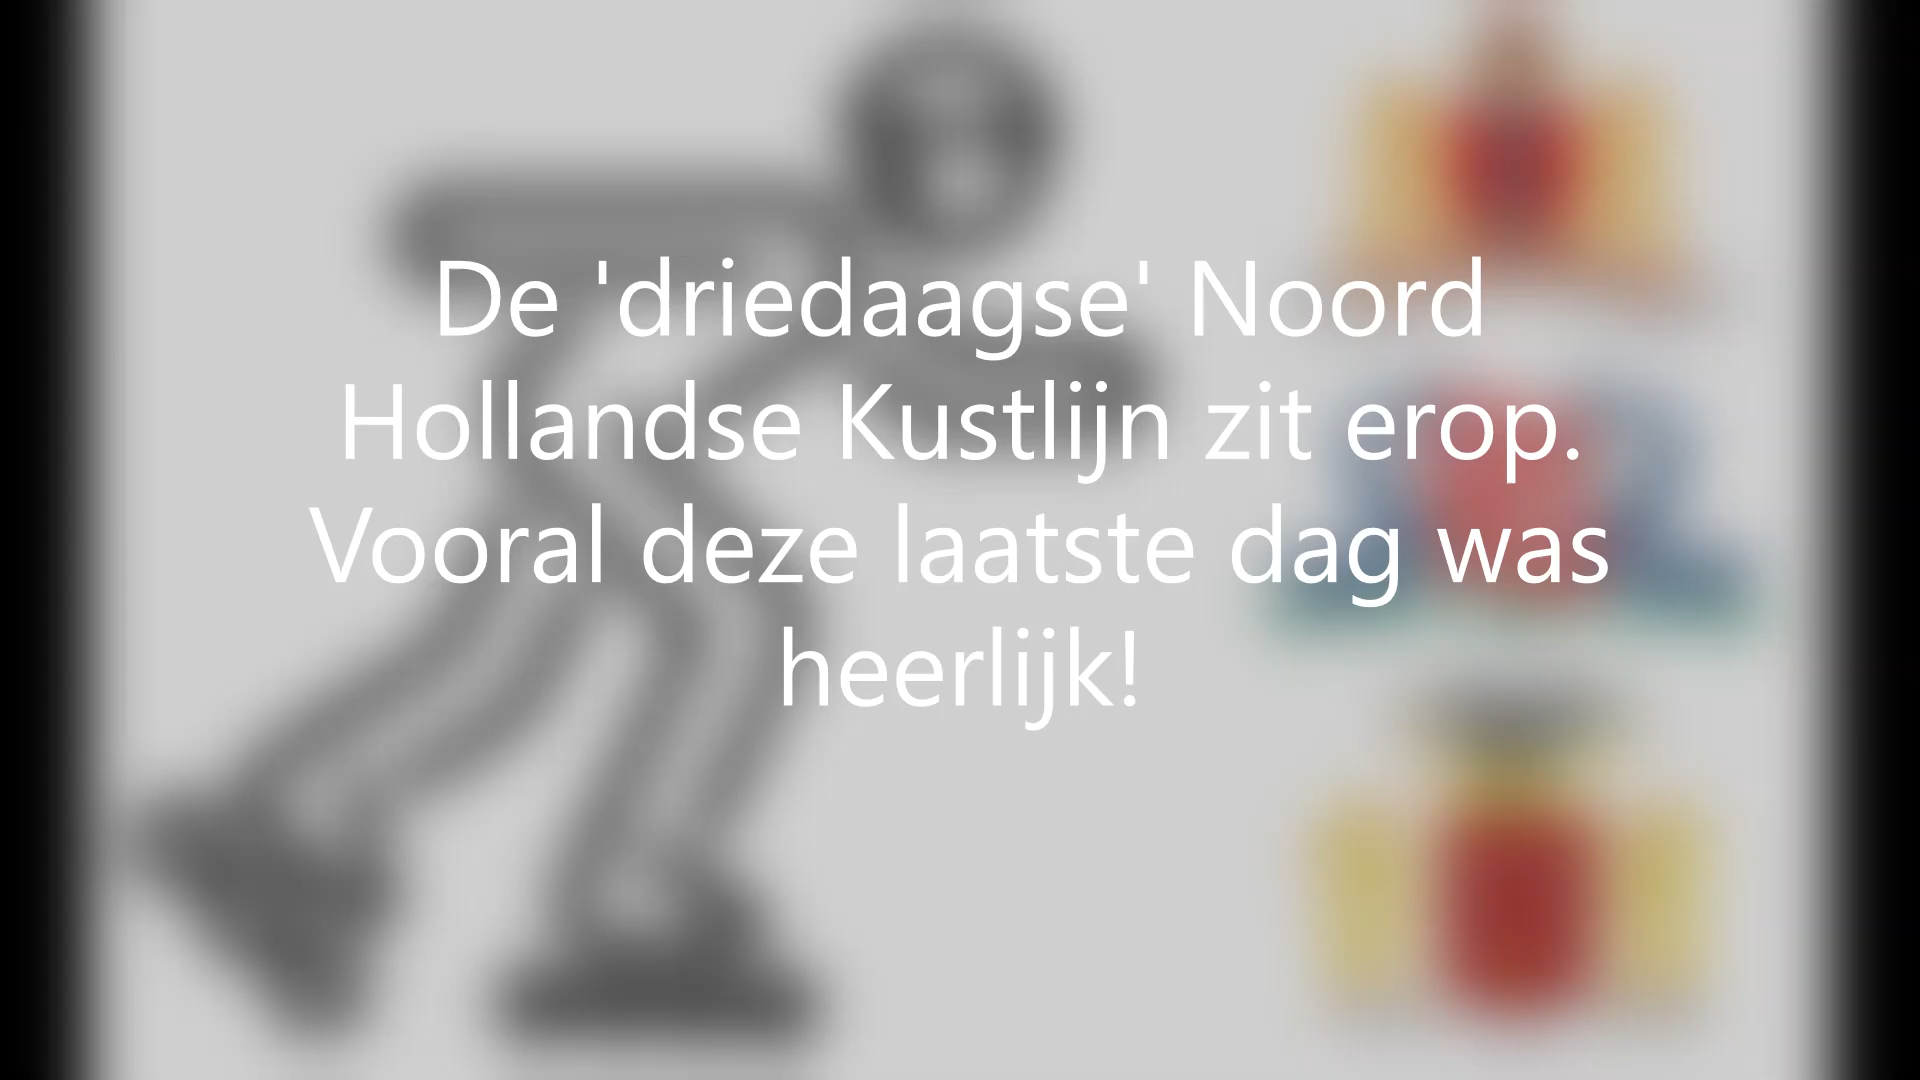 De 'driedaagse' Noord
Hollandse Kustlijn zit erop.
Vooral deze laatste dag was
heerlijk!